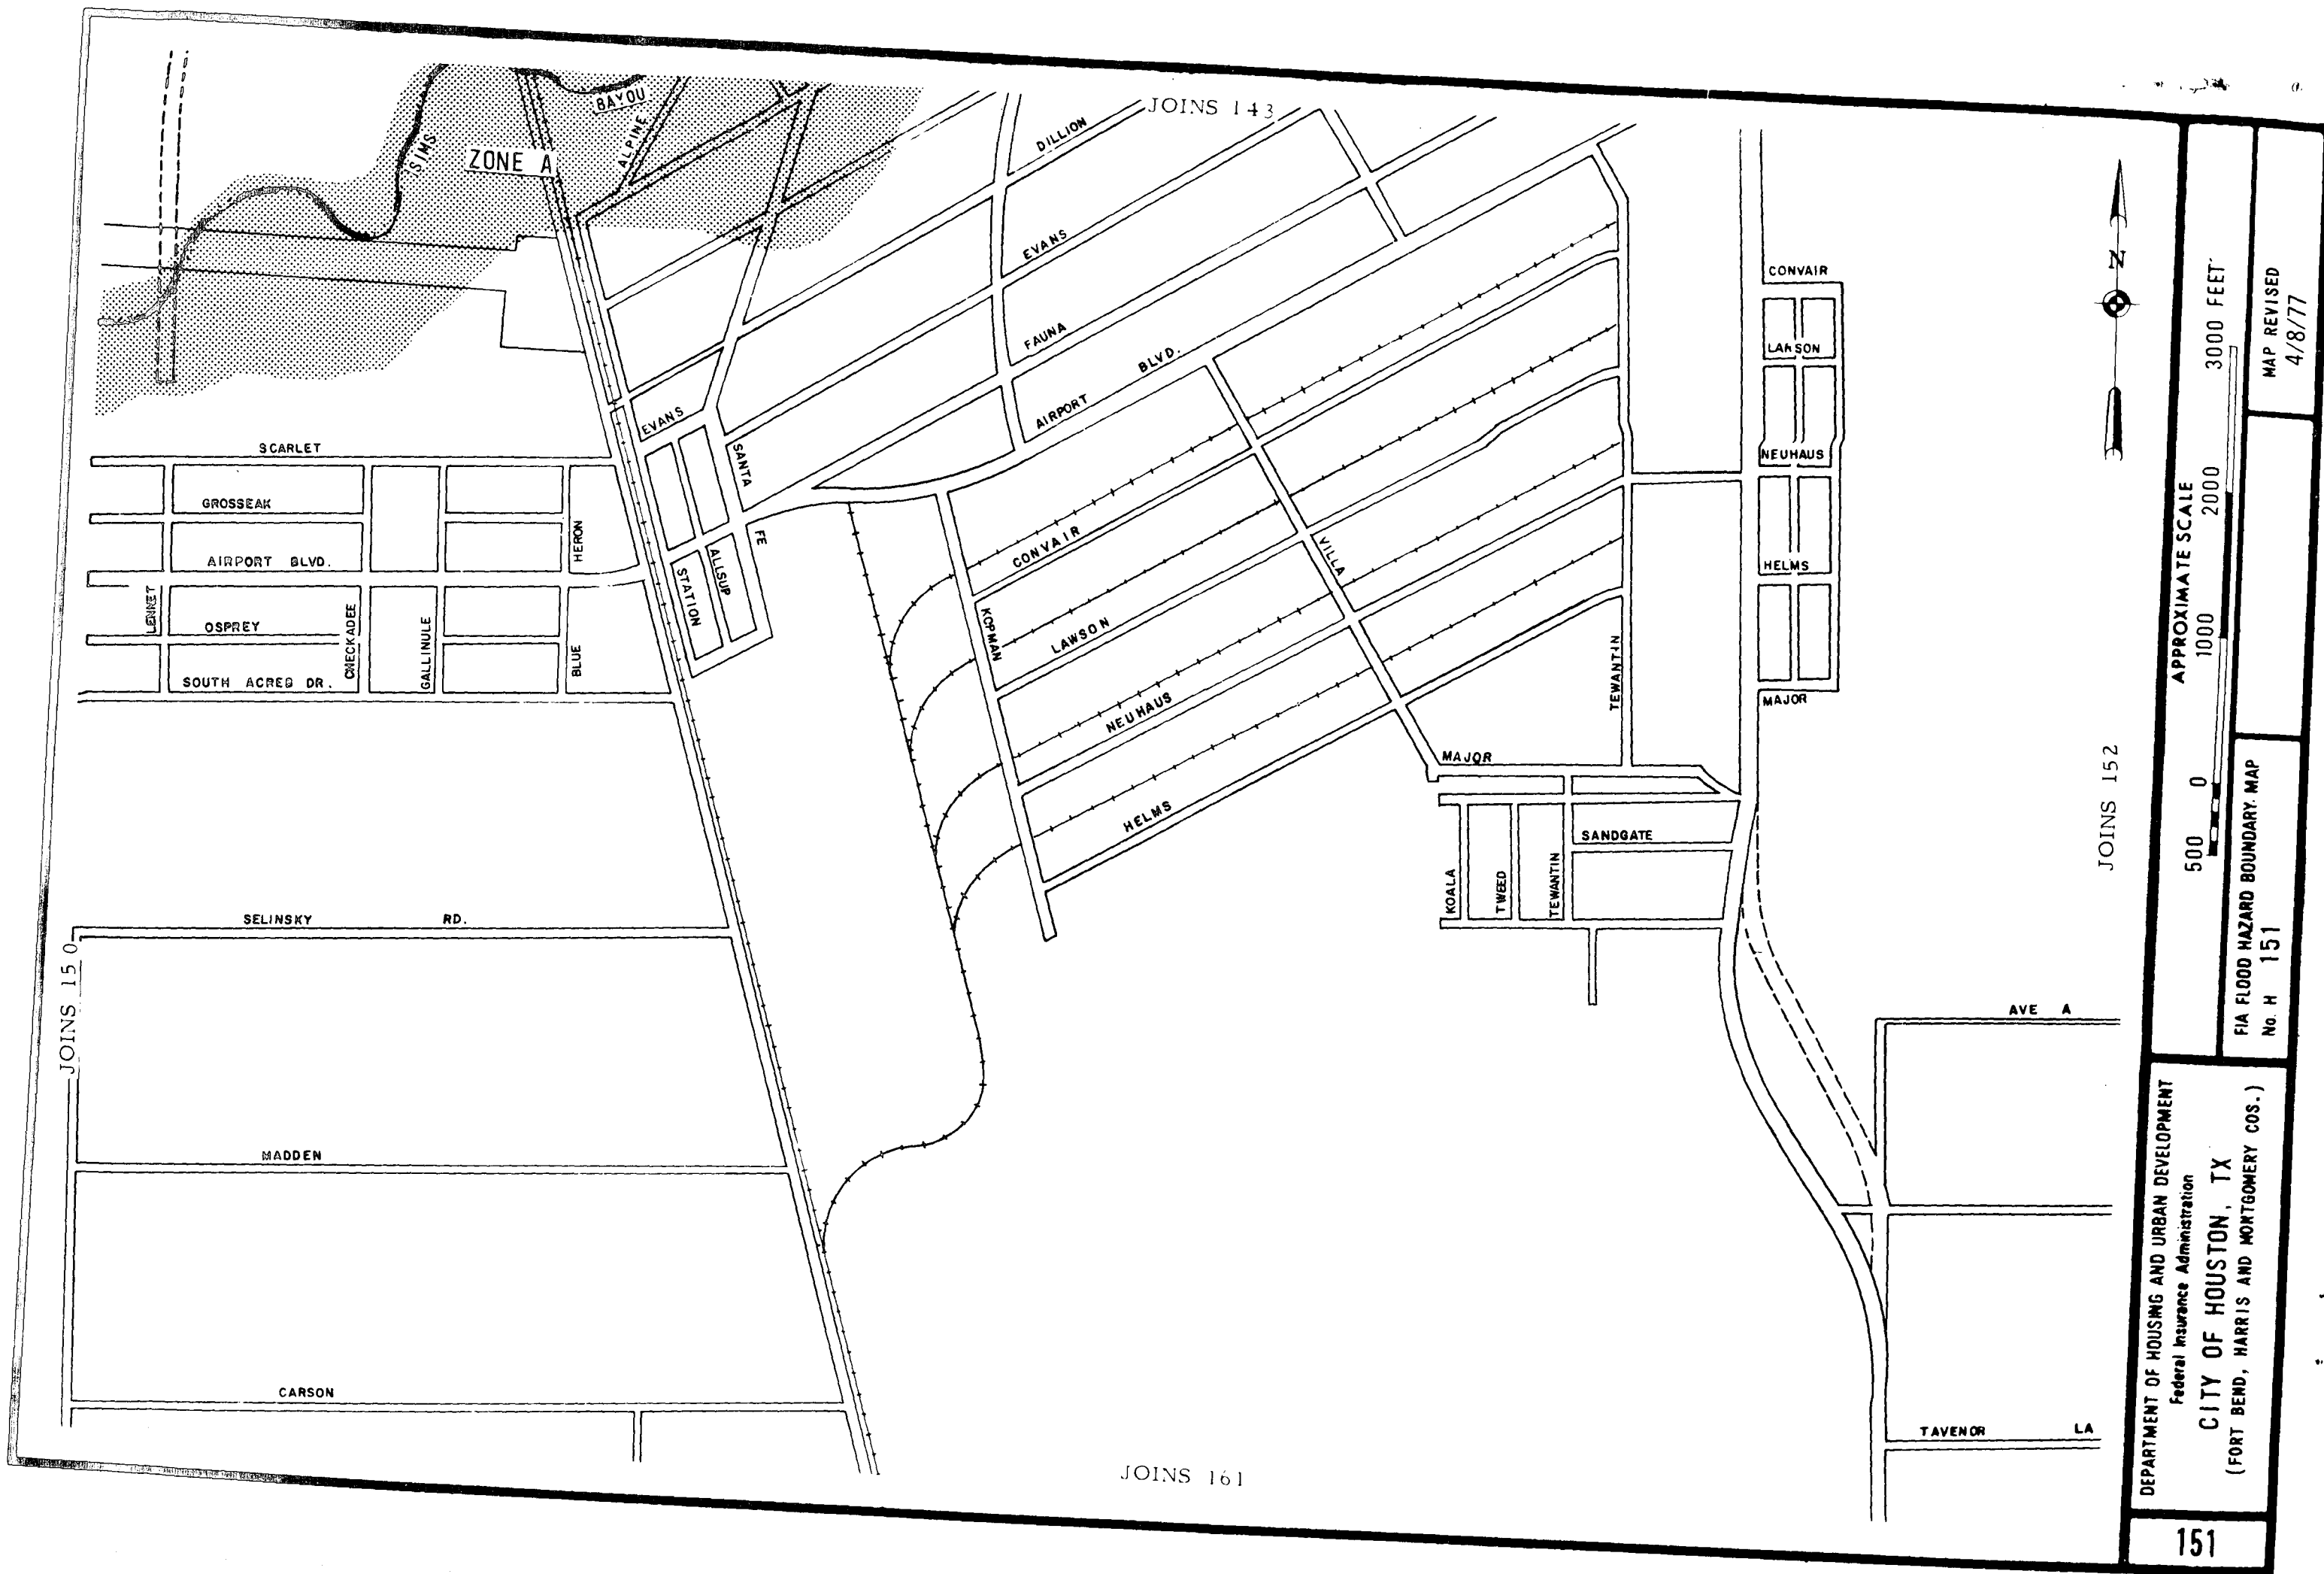 JOINS 143
BAYOU
SIMS
ZONE A
ALPINE
DILLION
EVANS
FAUNA
AIRPORT BLVD.
CONVAIR
LARSON
NEUHAUS
HELMS
MAJOR
SCARLET
GROSSEAK
AIRPORT BLVD.
OSPREY
SOUTH ACRES DR.
LENNET
CHECKADEE
GALLINULE
BLUE HERON
EVANS
SANTA FE
STATION
ALLSUP
KOPMAN
CONVAIR
LAWSON
NEUHAUS
HELMS
VILLA
TEWANTIN
MAJOR
SANDGATE
KOALA
TWEED
TEWANTIN
SELINSKY RD.
JOINS 150
MADDEN
CARSON
JOINS 161
AVE A
TAVENOR LA
JOINS 152
N
APPROXIMATE SCALE
500 0 1000 2000 3000 FEET
MAP REVISED
4/8/77
FIA FLOOD HAZARD BOUNDARY MAP
No. H 151
DEPARTMENT OF HOUSING AND URBAN DEVELOPMENT
Federal Insurance Administration
CITY OF HOUSTON, TX
(FORT BEND, HARRIS AND MONTGOMERY COS.)
151